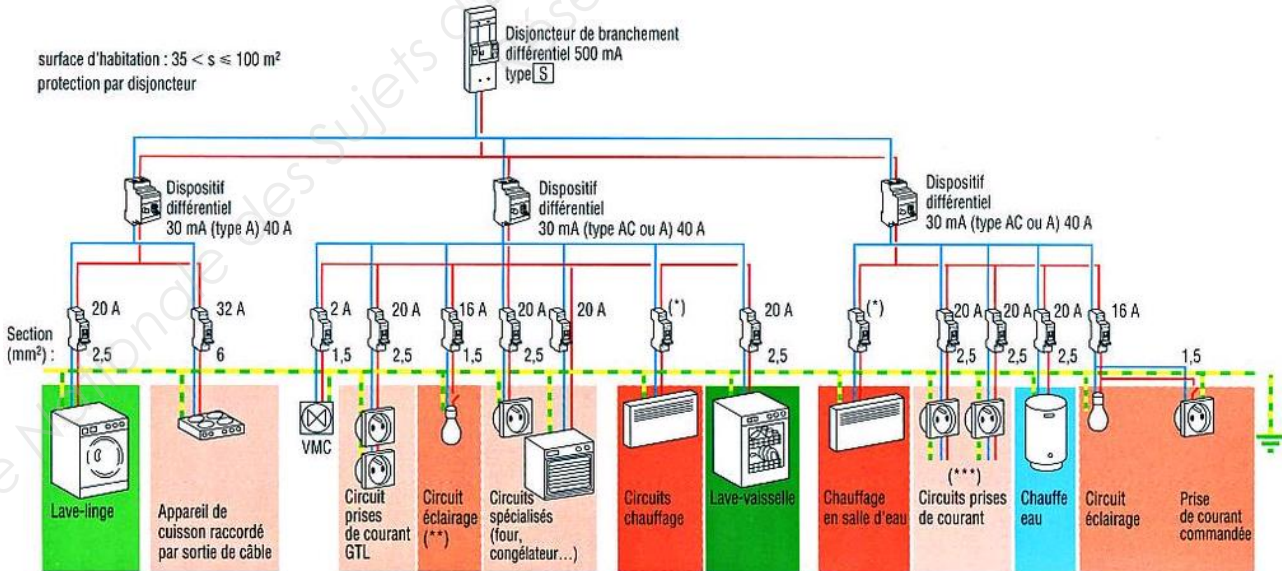 surface d'habitation : 35 < s ≤ 100 m²
protection par disjoncteur
Disjoncteur de branchement
différentiel 500 mA
type S
Dispositif
différentiel
30 mA (type A) 40 A
Dispositif
différentiel
30 mA (type AC ou A) 40 A
Dispositif
différentiel
30 mA (type AC ou A) 40 A
20 A
32 A
2 A
20 A
16 A
20 A
20 A
(*)
20 A
(*)
20 A
20 A
20 A
16 A
Section
(mm²) :
2,5
6
1,5
2,5
1,5
2,5
2,5
2,5
2,5
2,5
1,5
Lave-linge
Appareil de
cuisson raccordé
par sortie de câble
VMC
Circuit
prises
de courant
GTL
Circuit
éclairage
(**)
Circuits
spécialisés
(four,
congélateur...)
Circuits
chauffage
Lave-vaisselle
Chauffage
en salle d'eau
(***)
Circuits prises
de courant
Chauffe
eau
Circuit
éclairage
Prise
de courant
commandée
Nationale des Sujets d